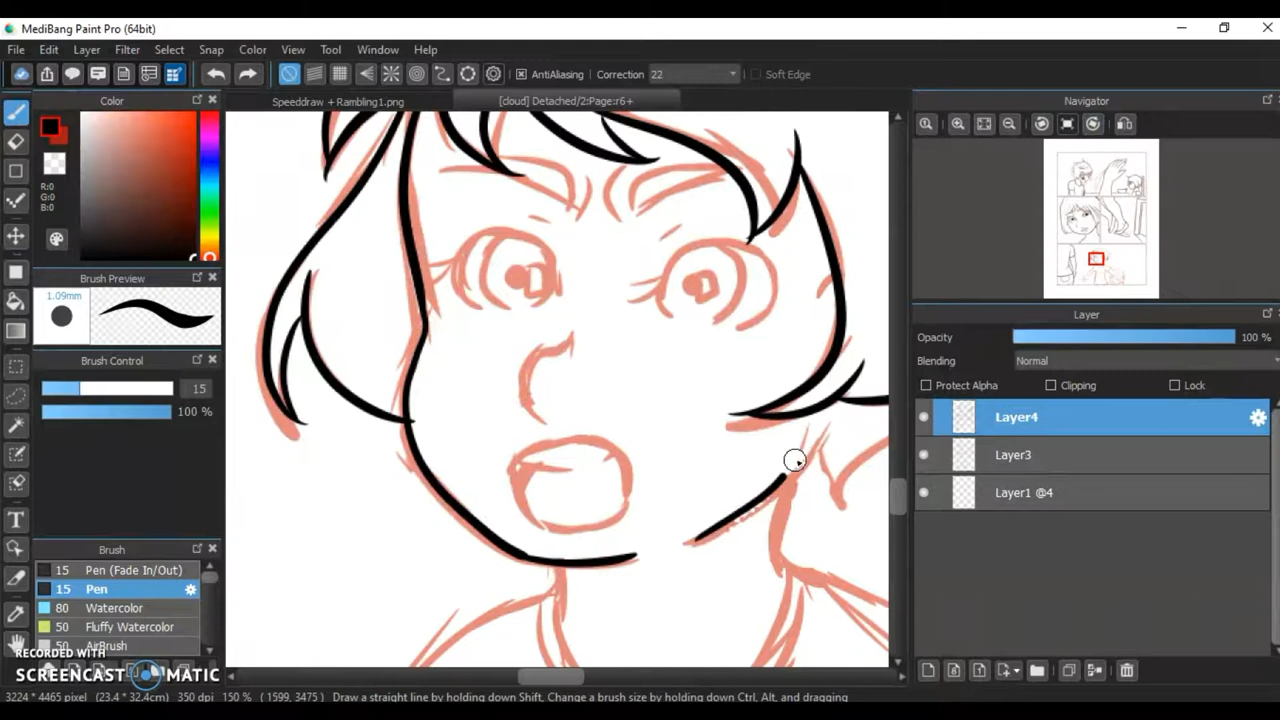 MediBang Paint Pro (64bit)
File Edit Layer Filter Select Snap Color View Tool Window Help
AntiAliasing Correction 22 Soft Edge
Color
Speeddraw +Rambling1.png
[cloud] Detached/2:Page:r6+
Navigator
R:0
G:0
B:0
Brush Preview
1.09mm
Layer
Opacity 100 %
Brush Control
Blending Normal
15
Protect Alpha Clipping Lock
100 %
Layer4
Layer3
Layer1 @4
Brush
15 Pen (Fade In/Out)
15 Pen
80 Watercolor
50 Fluffy Watercolor
50 AirBrush
T
RECORDED WITH
SCREENCAST MATIC
3224 * 4465 pixel (23.4 * 32.4cm) 350 dpi 150 % ( 1599, 3475) Draw a straight line by holding down Shift, Change a brush size by holding down Ctrl, Alt, and dragging